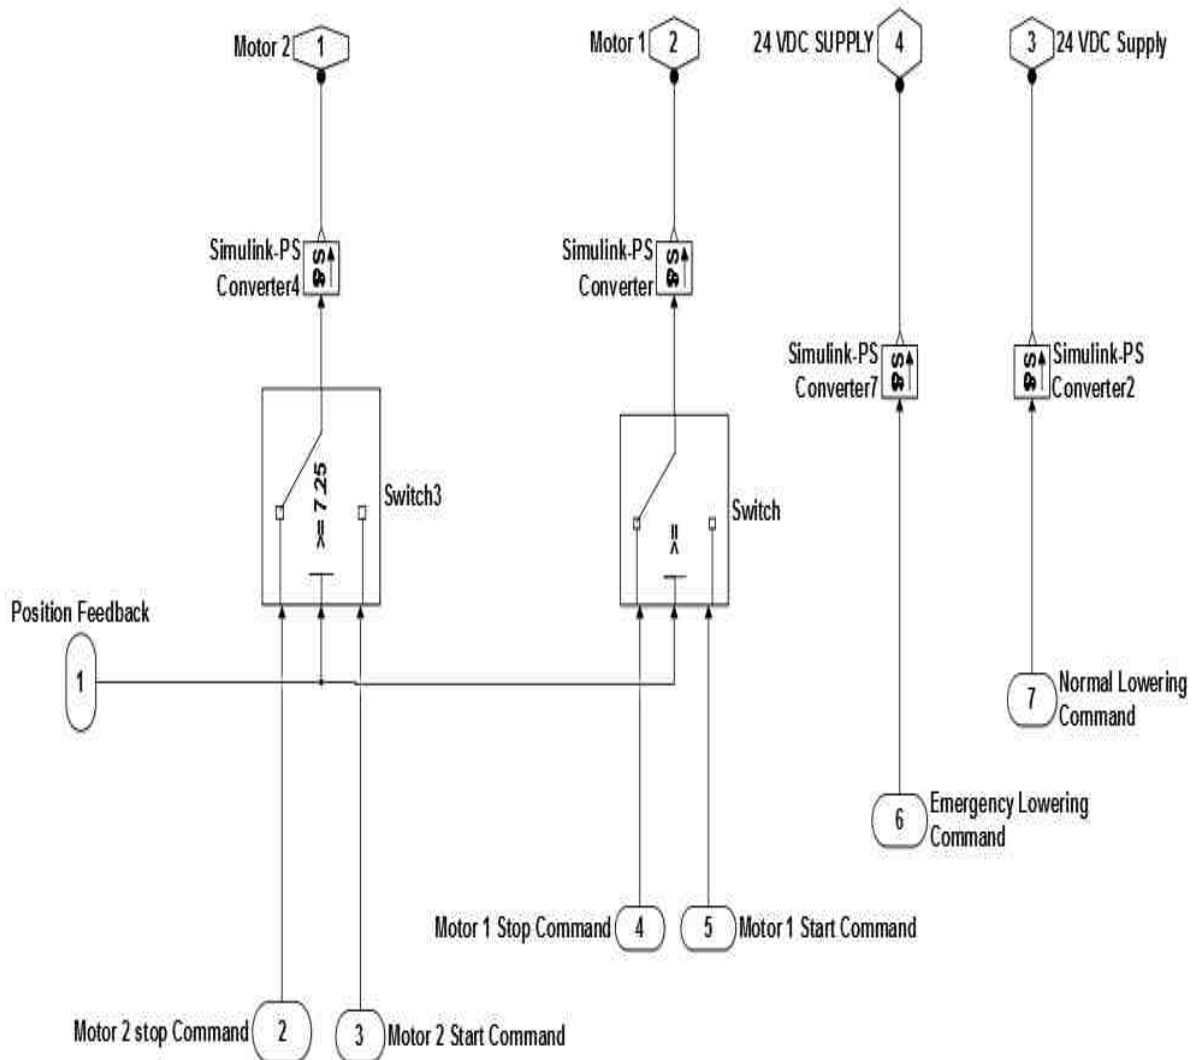 Motor 2
1
Motor 1
2
24 VDC SUPPLY
4
3
24 VDC Supply
Simulink-PS
Converter4
Simulink-PS
Converter
Simulink-PS
Converter7
Simulink-PS
Converter2
>= 7.25
Switch3
>=
Switch
Position Feedback
1
7
Normal Lowering
Command
6
Emergency Lowering
Command
Motor 1 Stop Command
4
5
Motor 1 Start Command
Motor 2 stop Command
2
3
Motor 2 Start Command